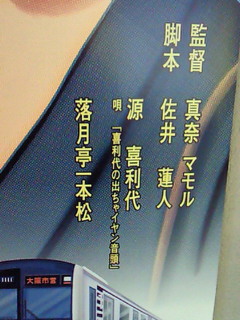 監督 真奈 マモル
脚本 佐井 蓮人
源 喜利代
唄 「喜利代の出ちゃイヤン音頭」
落月亭一本松
大阪市営